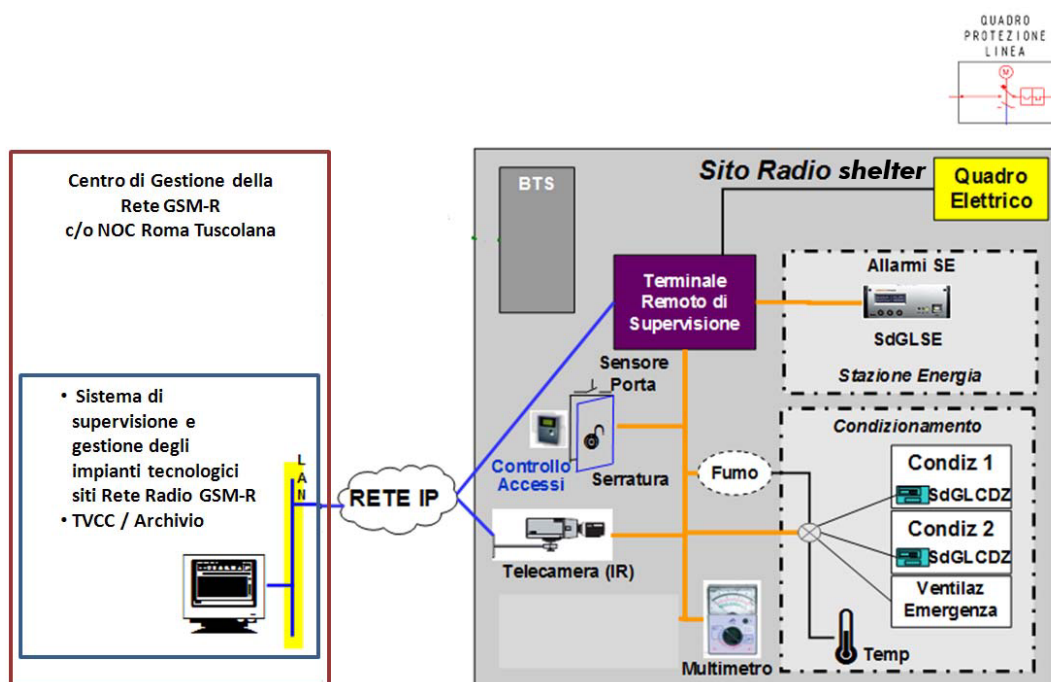 QUADRO
PROTEZIONE
LINEA
M
Centro di Gestione della
Rete GSM-R
c/o NOC Roma Tuscolana
• Sistema di
supervisione e
gestione degli
impianti tecnologici
siti Rete Radio GSM-R
• TVCC / Archivio
L
A
N
RETE IP
BTS
Sito Radio shelter
Quadro
Elettrico
Terminale
Remoto di
Supervisione
Allarmi SE
SdGLSE
Stazione Energia
Sensore
Porta
Controllo
Accessi
Serratura
Fumo
Telecamera (IR)
Multimetro
Condizionamento
Condiz 1
SdGLCDZ
Condiz 2
SdGLCDZ
Ventilaz
Emergenza
Temp